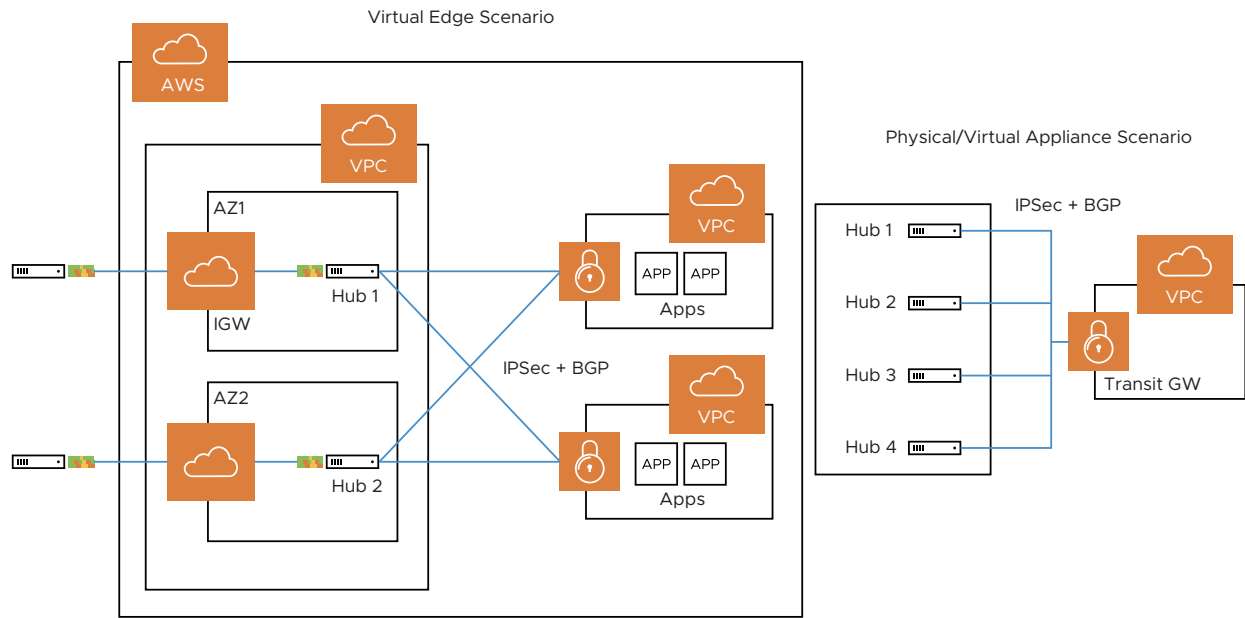 Virtual Edge Scenario
AWS
VPC
AZ1
IGW
Hub 1
AZ2
Hub 2
IPSec + BGP
VPC
APP APP
Apps
VPC
APP APP
Apps
Physical/Virtual Appliance Scenario
IPSec + BGP
Hub 1
Hub 2
Hub 3
Hub 4
VPC
Transit GW